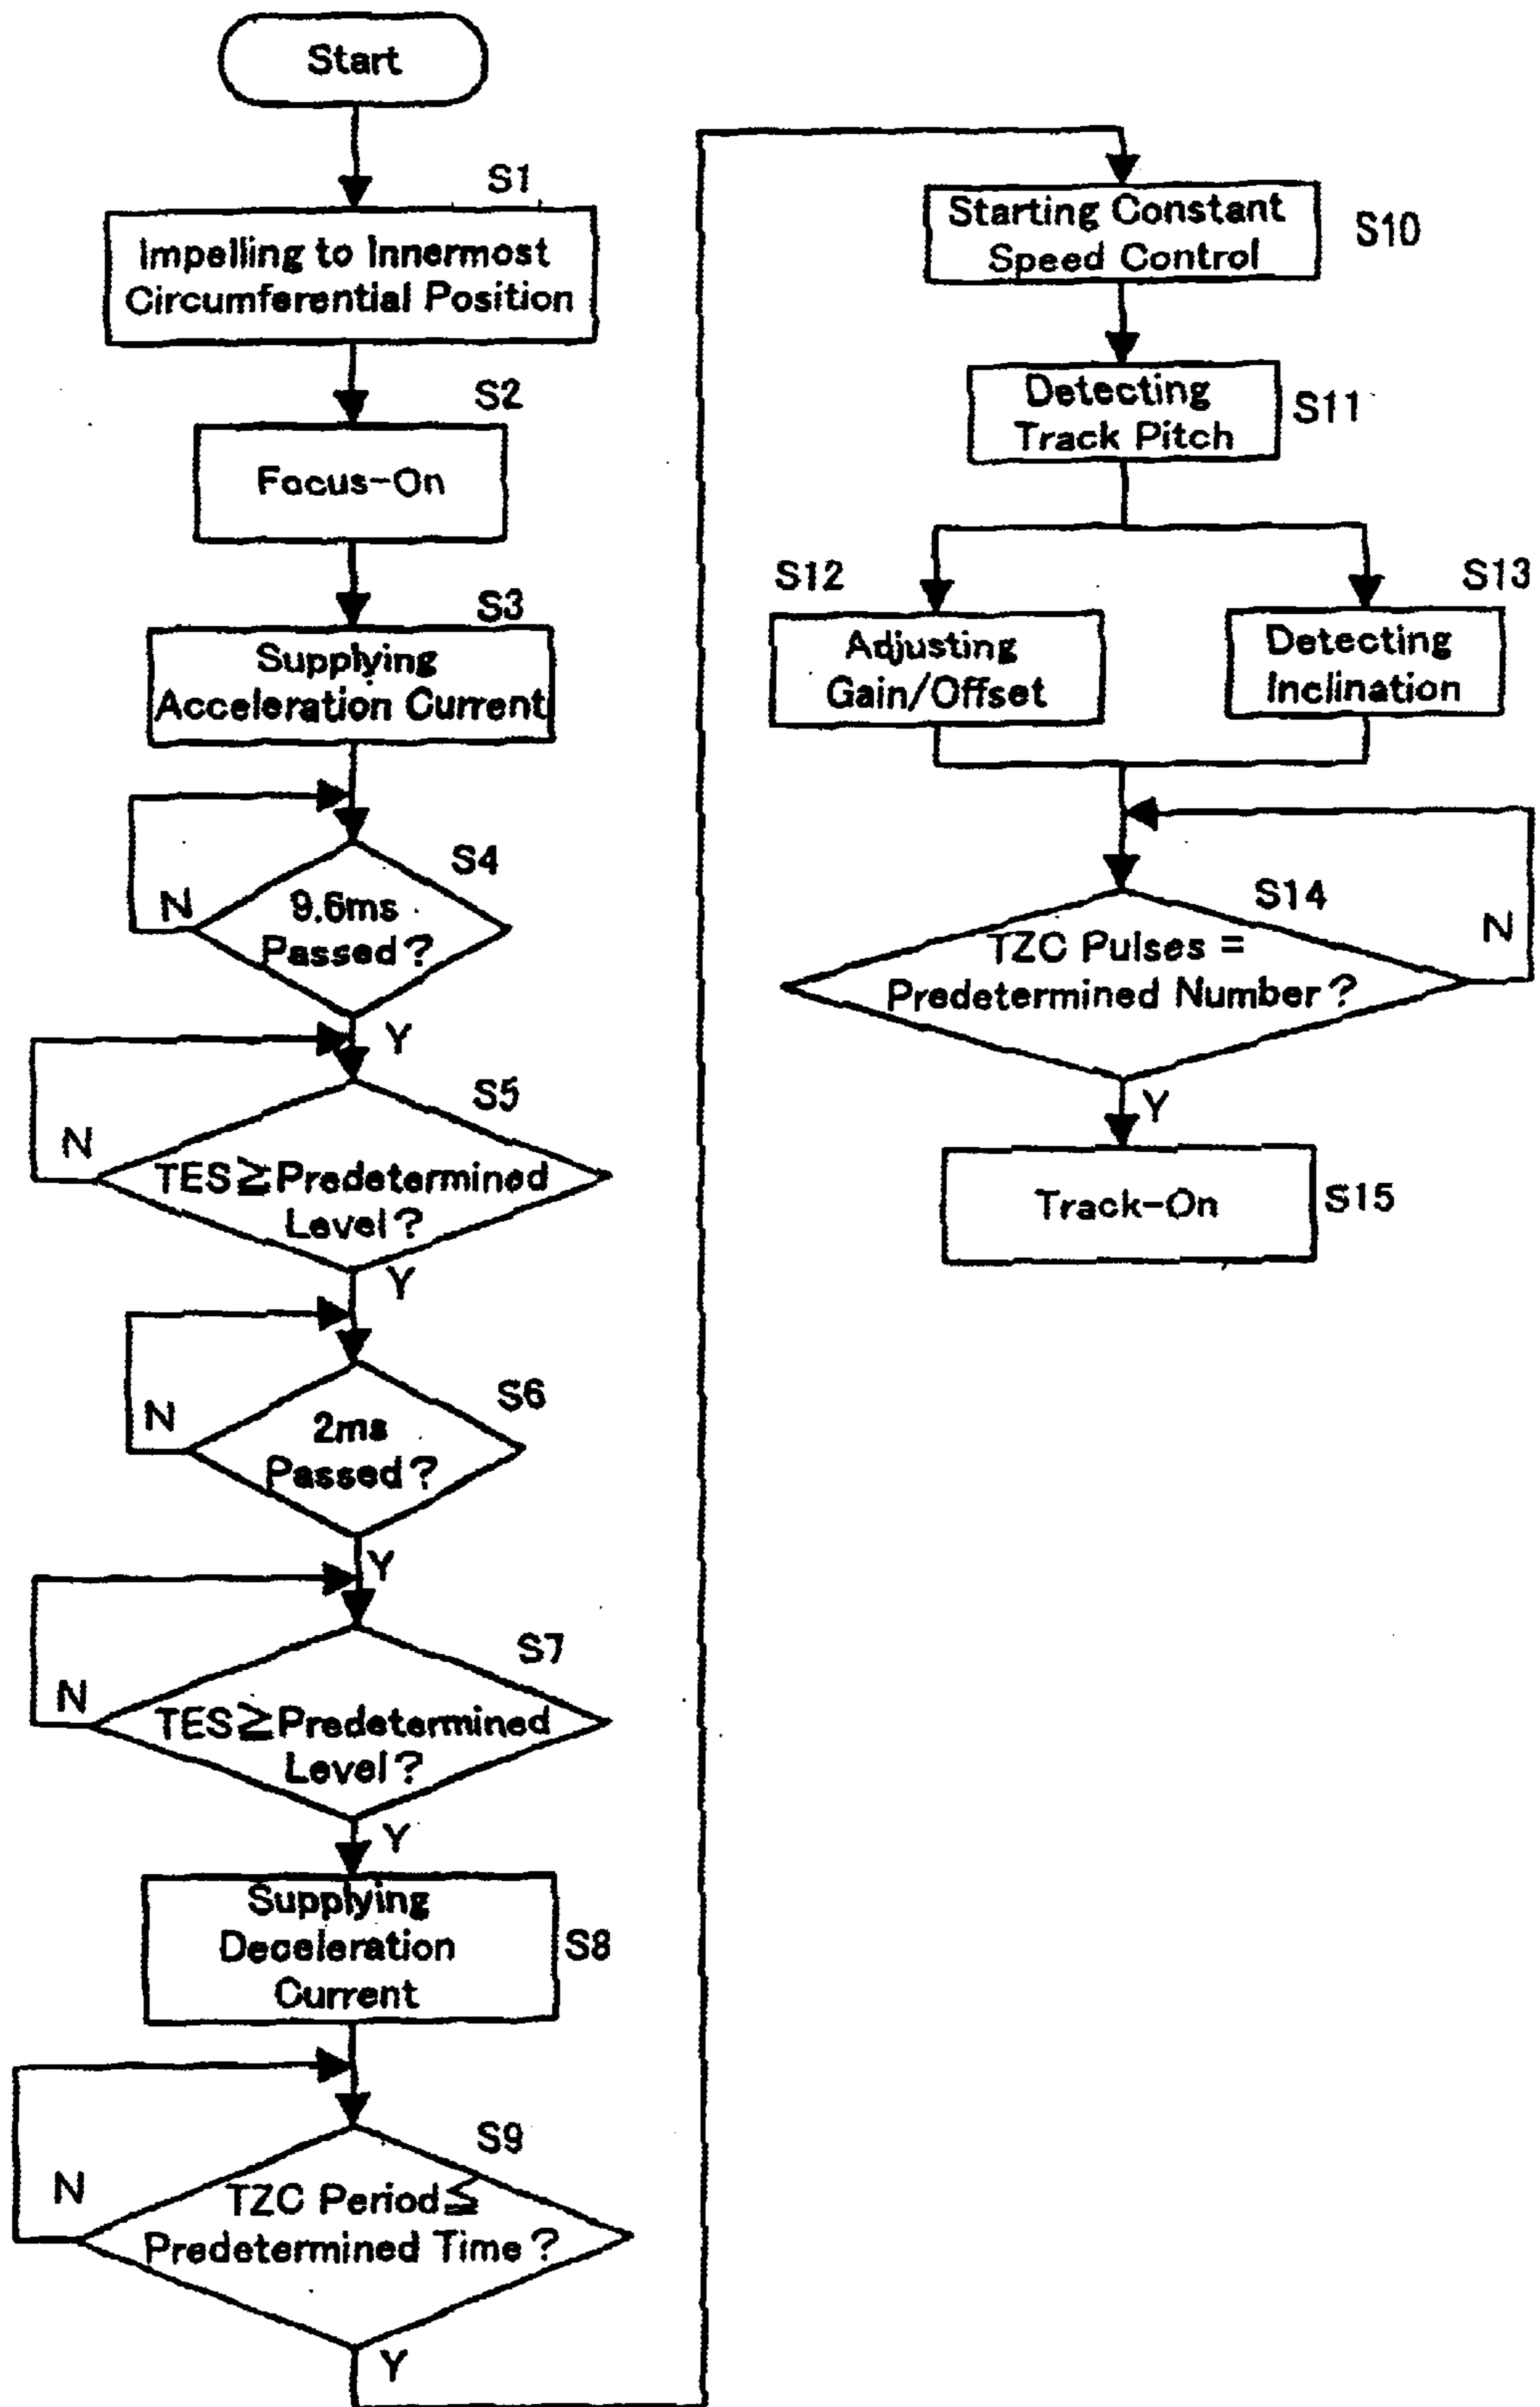 Start
S1
Impelling to Innermost
Circumferential Position
S2
Focus-On
S3
Supplying
Acceleration Current
S4
N
9.6ms
Passed?
Y
S5
N
TES≧Predetermined
Level?
Y
S6
N
2ms
Passed?
Y
S7
N
TES≧Predetermined
Level?
Y
Supplying
Deceleration
Current
S8
S9
N
TZC Period≦
Predetermined Time?
Y
Starting Constant
Speed Control
S10
Detecting
Track Pitch
S11
S12
Adjusting
Gain/Offset
S13
Detecting
Inclination
S14
N
TZC Pulses =
Predetermined Number?
Y
Track-On
S15